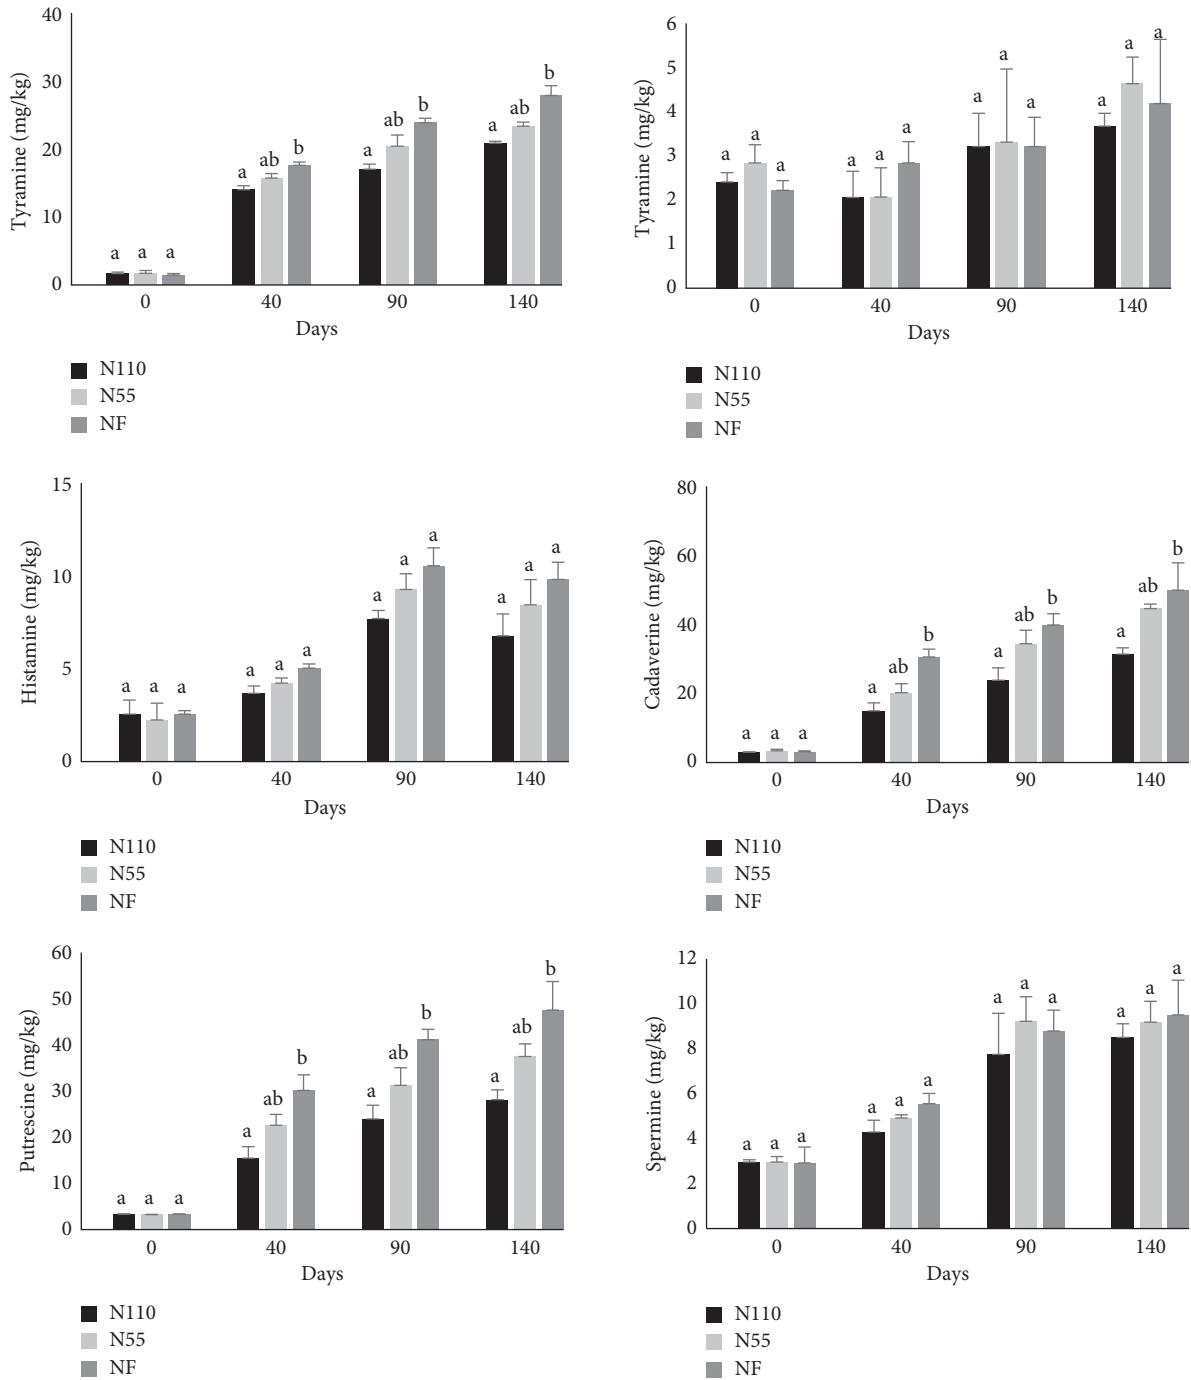 Tyramine (mg/kg)
40
30
20
10
0
a a a
a ab b
a ab b
a ab b
0 40 90 140
Days
N110
N55
NF
Tyramine (mg/kg)
6
5
4
3
2
1
0
a a a
a a a
a a a
a a a
0 40 90 140
Days
N110
N55
NF
Histamine (mg/kg)
15
10
5
0
a a a
a a a
a a a
a a a
0 40 90 140
Days
N110
N55
NF
Cadaverine (mg/kg)
80
60
40
20
0
a a a
a ab b
a ab b
a ab b
0 40 90 140
Days
N110
N55
NF
Putrescine (mg/kg)
60
50
40
30
20
10
0
a a a
a ab b
a ab b
a ab b
0 40 90 140
Days
N110
N55
NF
Spermine (mg/kg)
12
10
8
6
4
2
0
a a a
a a a
a a a
a a a
0 40 90 140
Days
N110
N55
NF